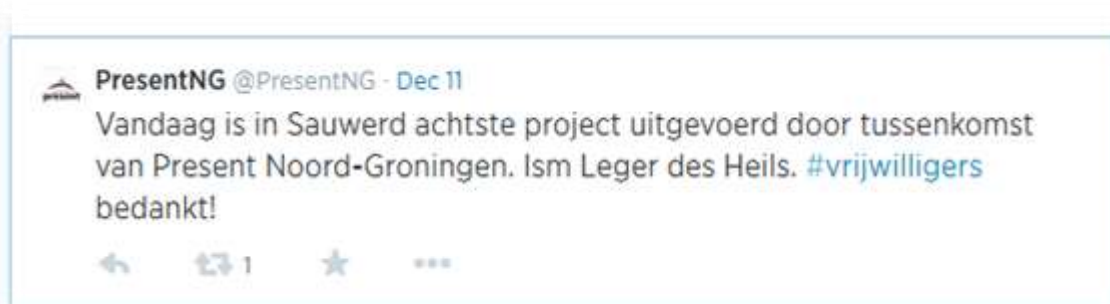 PresentNG @PresentNG · Dec 11
Vandaag is in Sauwerd achtste project uitgevoerd door tussenkomst
van Present Noord-Groningen. Ism Leger des Heils. #vrijwilligers
bedankt!
1